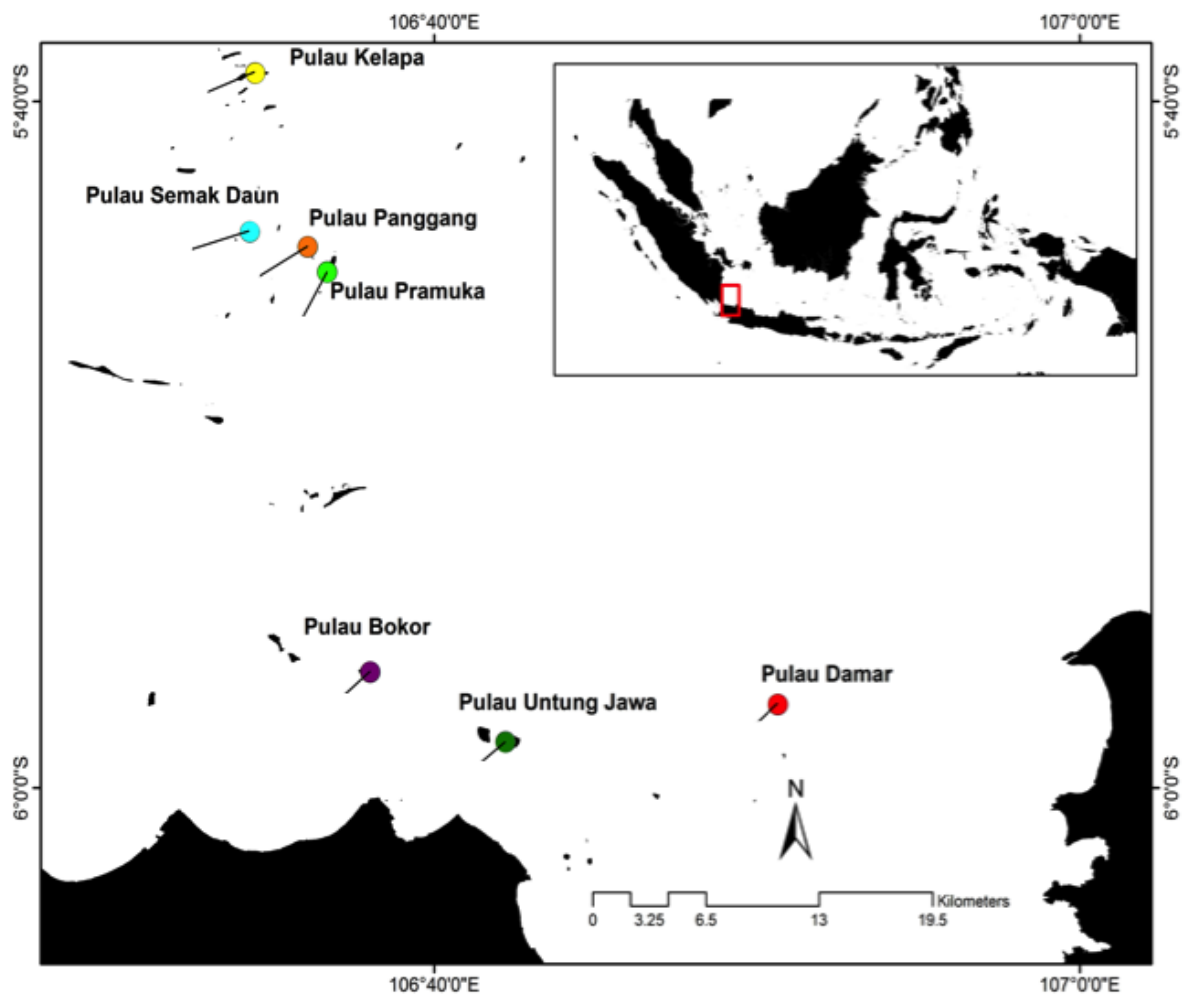 106°40'0"E
107°0'0"E
5°40'0"S
5°40'0"S
Pulau Kelapa
Pulau Semak Daun
Pulau Panggang
Pulau Pramuka
Pulau Bokor
Pulau Damar
Pulau Untung Jawa
6°0'0"S
6°0'0"S
N
Kilometers
0 3.25 6.5 13 19.5
106°40'0"E
107°0'0"E